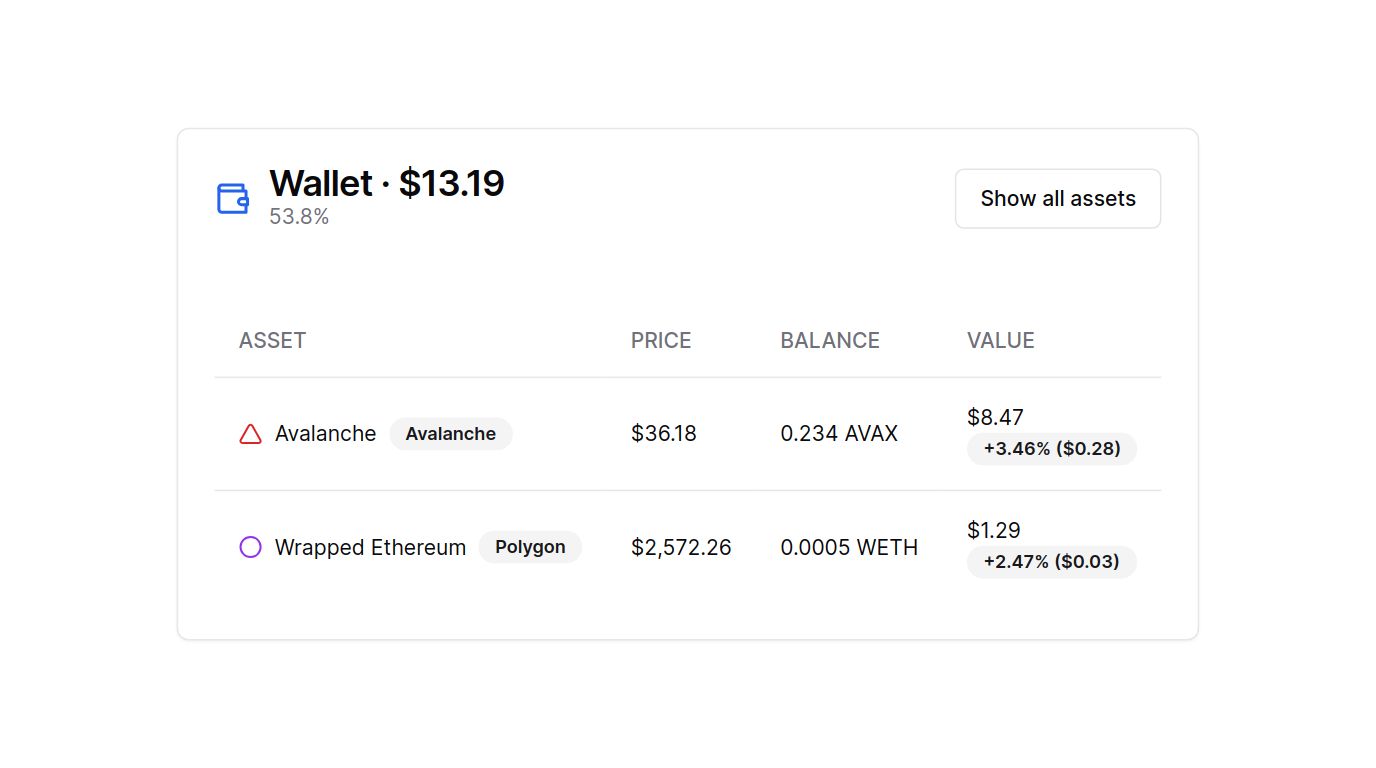 Wallet · $13.19
53.8%
Show all assets
ASSET PRICE BALANCE VALUE
Avalanche Avalanche $36.18 0.234 AVAX $8.47
+3.46% ($0.28)
Wrapped Ethereum Polygon $2,572.26 0.0005 WETH $1.29
+2.47% ($0.03)